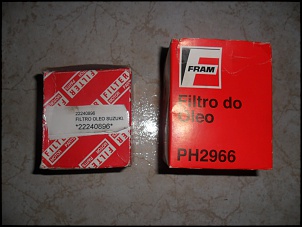 FILTER
22240896
FILTRO OLEO SUZUKI
*22240896*
FRAM
Filtro do
Óleo
PH2966